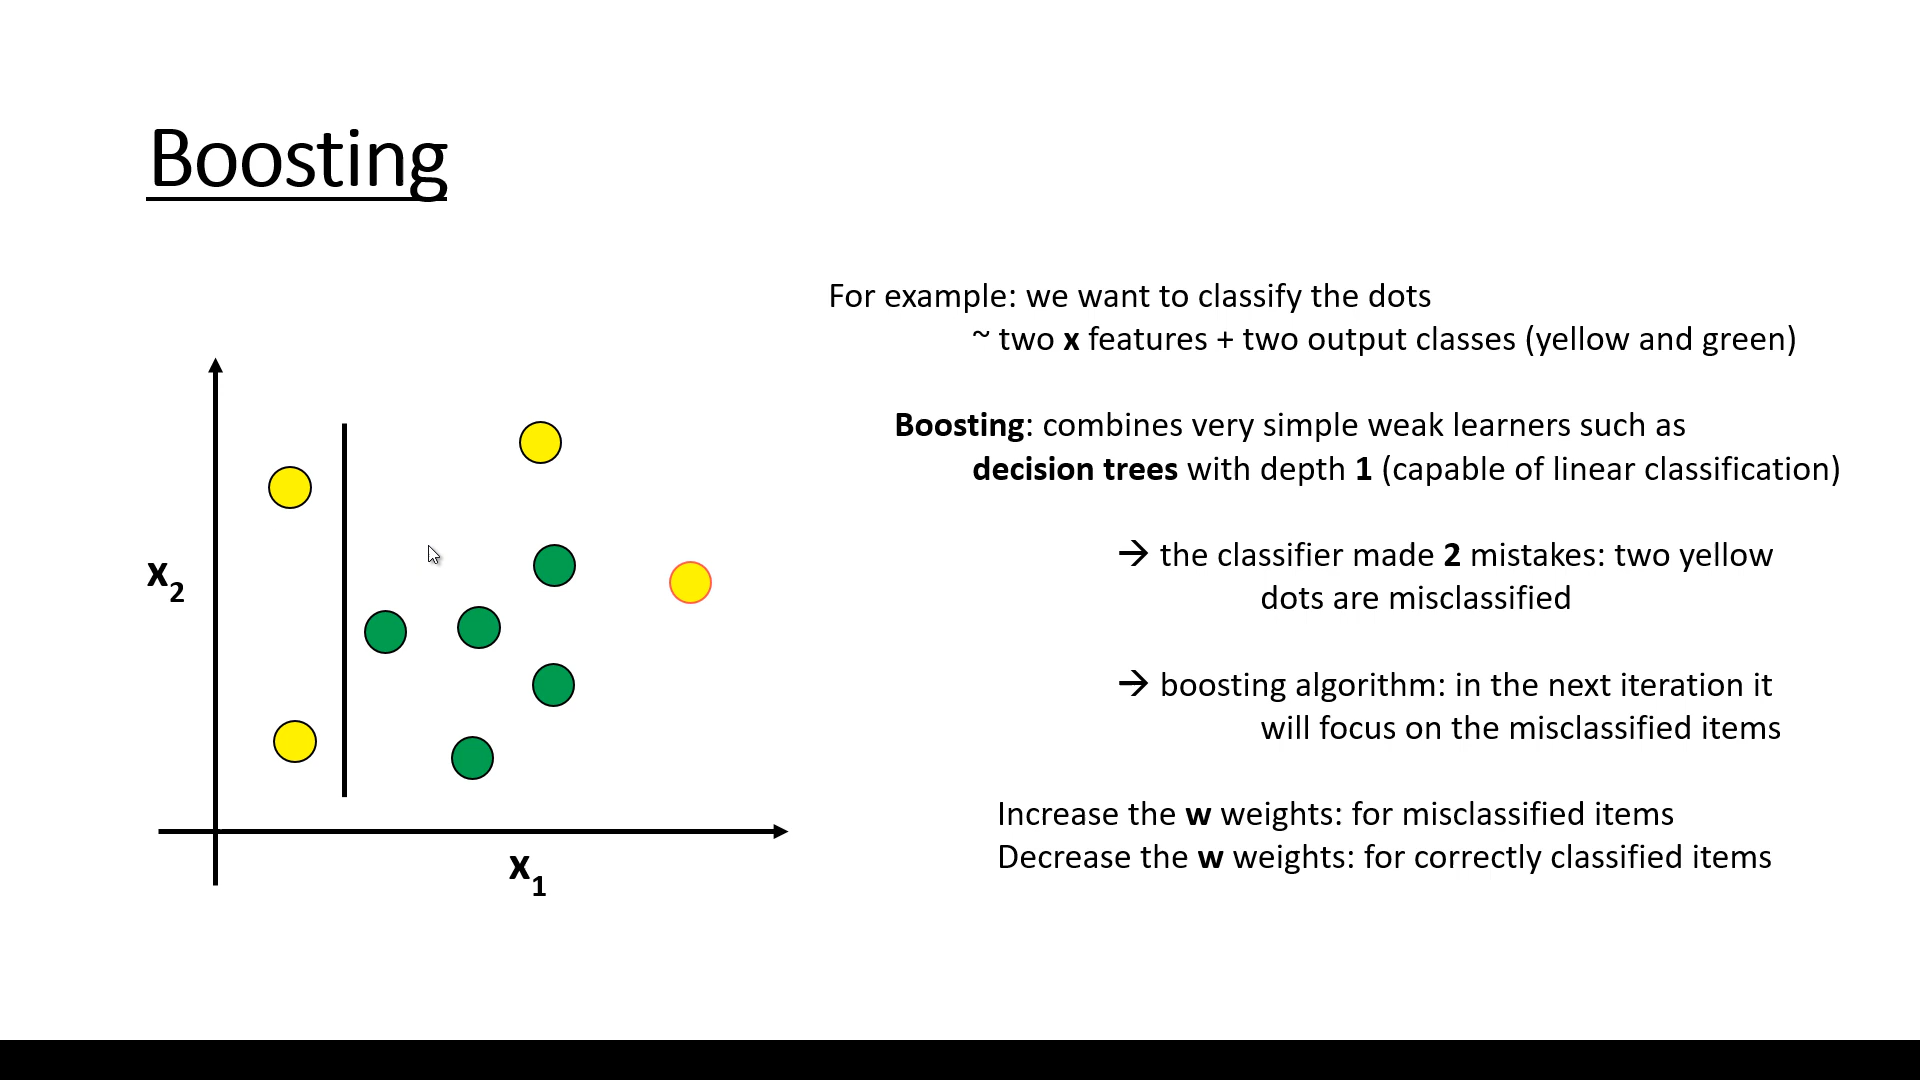 Boosting
For example: we want to classify the dots
~ two x features + two output classes (yellow and green)
Boosting: combines very simple weak learners such as
decision trees with depth 1 (capable of linear classification)
→ the classifier made 2 mistakes: two yellow
dots are misclassified
→ boosting algorithm: in the next iteration it
will focus on the misclassified items
Increase the w weights: for misclassified items
Decrease the w weights: for correctly classified items
x2
x1